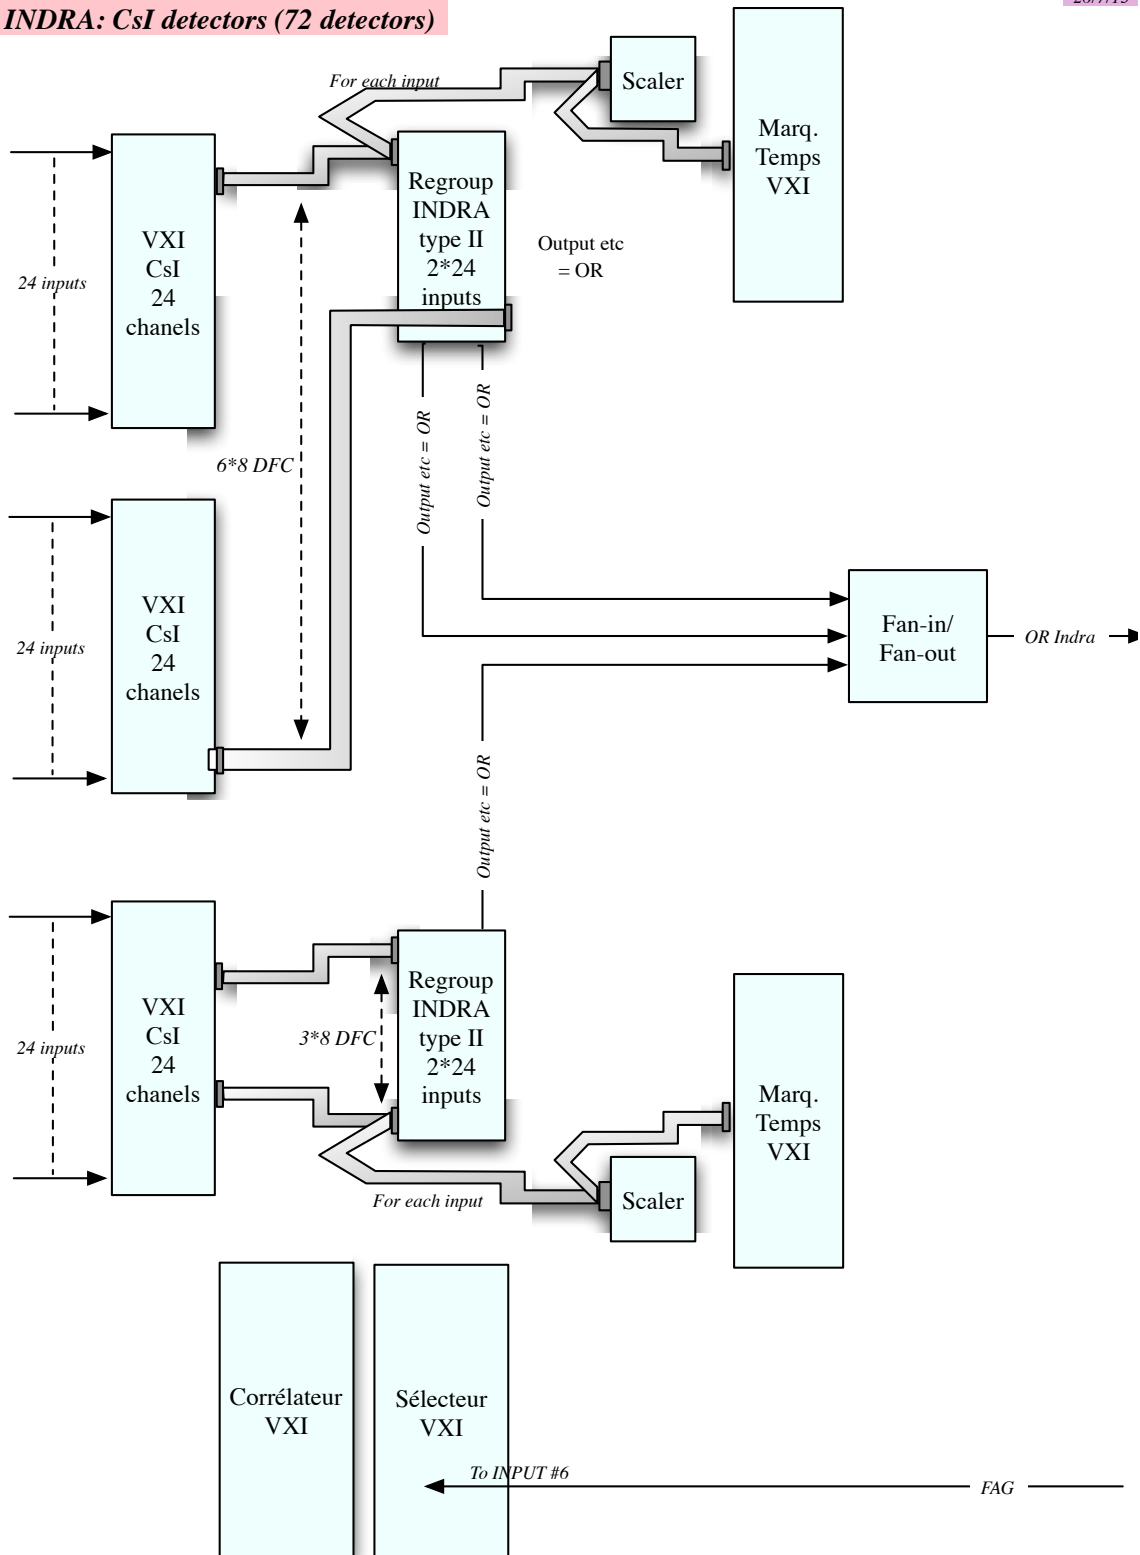 INDRA: CsI detectors (72 detectors)
For each input
Scaler
Marq.
Temps
VXI
VXI
CsI
24
chanels
24 inputs
Regroup
INDRA
type II
2*24
inputs
Output etc
= OR
6*8 DFC
Output etc = OR
Output etc = OR
VXI
CsI
24
chanels
24 inputs
Fan-in/
Fan-out
OR Indra
Output etc = OR
VXI
CsI
24
chanels
24 inputs
3*8 DFC
Regroup
INDRA
type II
2*24
inputs
Marq.
Temps
VXI
For each input
Scaler
Corrélateur
VXI
Sélecteur
VXI
To INPUT #6
FAG